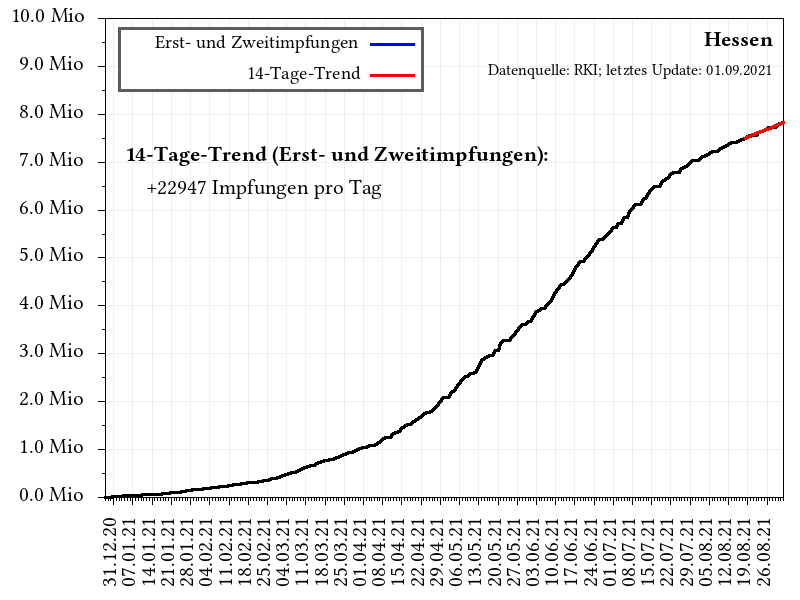 10.0 Mio
9.0 Mio
8.0 Mio
7.0 Mio
6.0 Mio
5.0 Mio
4.0 Mio
3.0 Mio
2.0 Mio
1.0 Mio
0.0 Mio
Erst- und Zweitimpfungen
14-Tage-Trend
Hessen
Datenquelle: RKI; letztes Update: 01.09.2021
14-Tage-Trend (Erst- und Zweitimpfungen):
+22947 Impfungen pro Tag
31.12.20
07.01.21
14.01.21
21.01.21
28.01.21
04.02.21
11.02.21
18.02.21
25.02.21
04.03.21
11.03.21
18.03.21
25.03.21
01.04.21
08.04.21
15.04.21
22.04.21
29.04.21
06.05.21
13.05.21
20.05.21
27.05.21
03.06.21
10.06.21
17.06.21
24.06.21
01.07.21
08.07.21
15.07.21
22.07.21
29.07.21
05.08.21
12.08.21
19.08.21
26.08.21